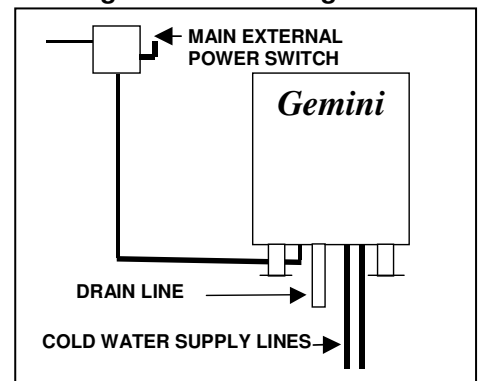 MAIN EXTERNAL
POWER SWITCH
Gemini
DRAIN LINE
COLD WATER SUPPLY LINES